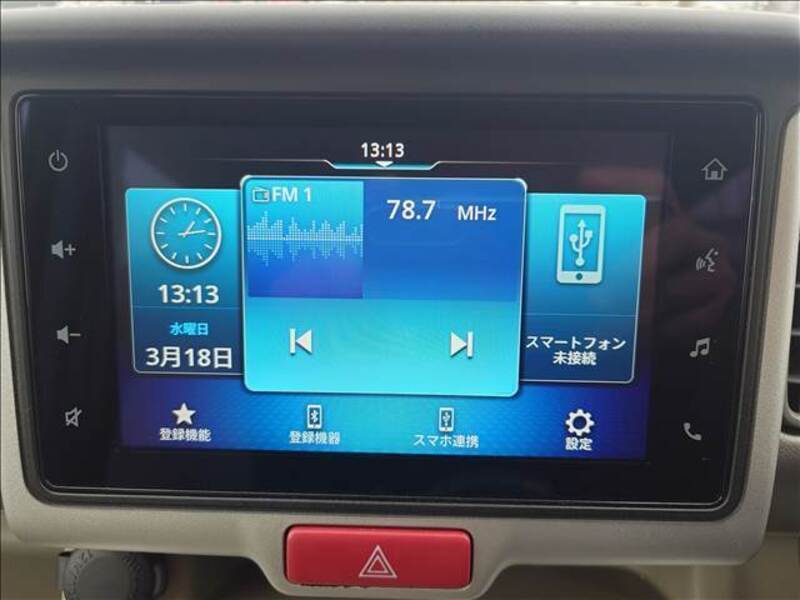 13:13
FM 1
78.7 MHz
13:13
水曜日
3月18日
スマートフォン
未接続
登録機能
登録機器
スマホ連携
設定